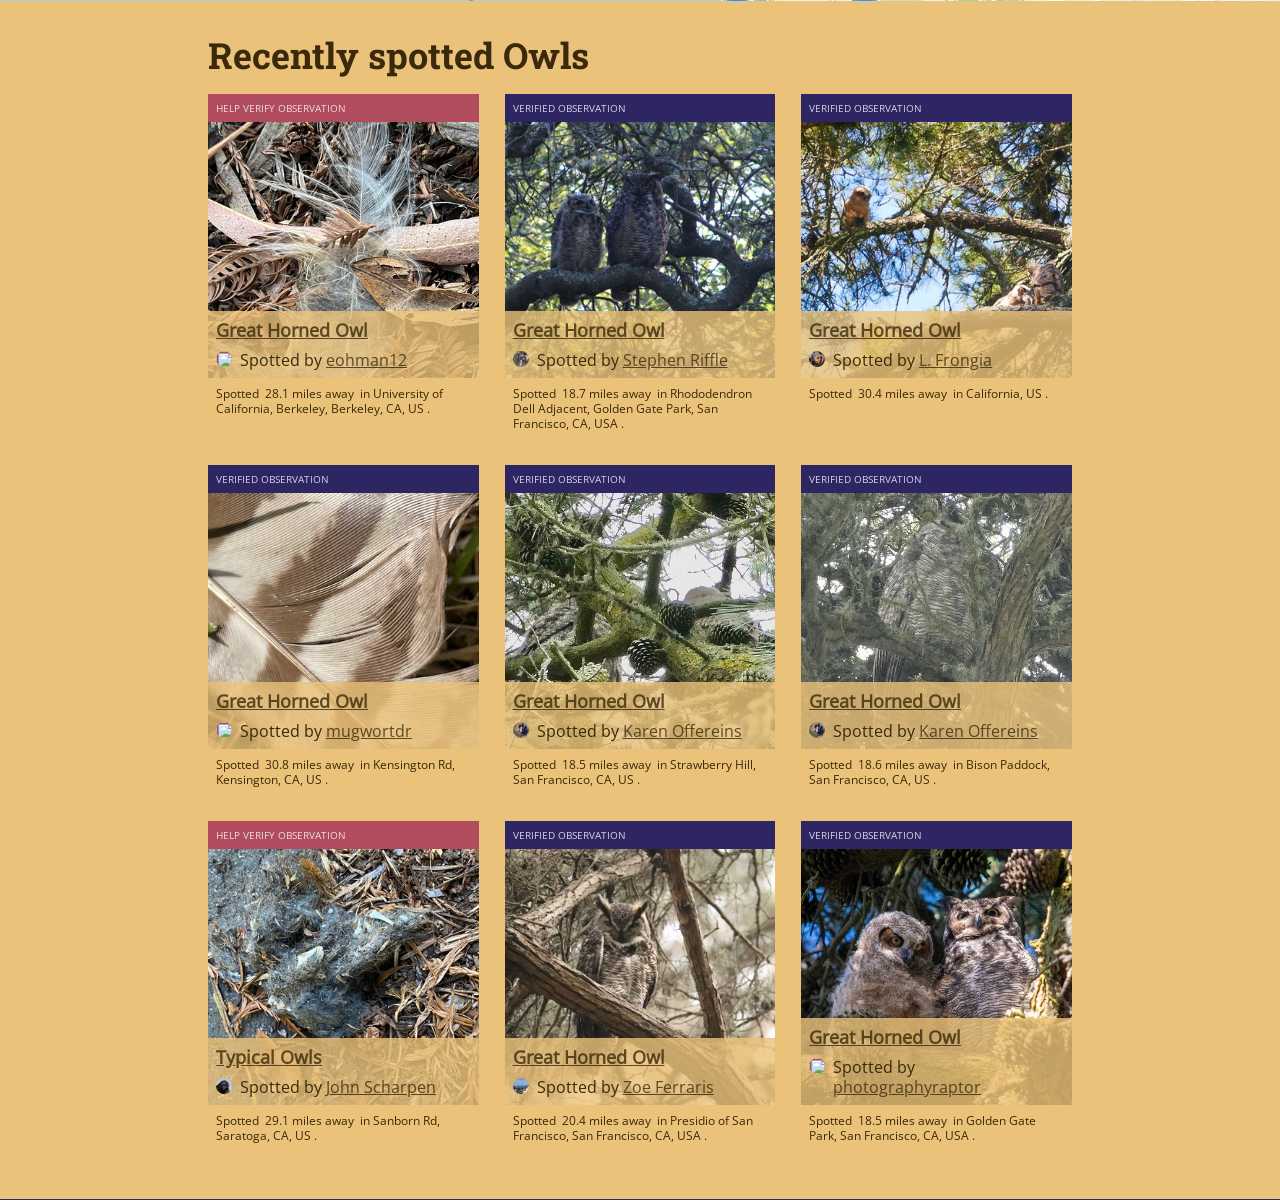 Recently spotted Owls
HELP VERIFY OBSERVATION
Great Horned Owl
Spotted by eohman12
Spotted 28.1 miles away in University of
California, Berkeley, Berkeley, CA, US .
VERIFIED OBSERVATION
Great Horned Owl
Spotted by Stephen Riffle
Spotted 18.7 miles away in Rhododendron
Dell Adjacent, Golden Gate Park, San
Francisco, CA, USA .
VERIFIED OBSERVATION
Great Horned Owl
Spotted by L. Frongia
Spotted 30.4 miles away in California, US .
VERIFIED OBSERVATION
Great Horned Owl
Spotted by mugwortdr
Spotted 30.8 miles away in Kensington Rd,
Kensington, CA, US .
VERIFIED OBSERVATION
Great Horned Owl
Spotted by Karen Offereins
Spotted 18.5 miles away in Strawberry Hill,
San Francisco, CA, US .
VERIFIED OBSERVATION
Great Horned Owl
Spotted by Karen Offereins
Spotted 18.6 miles away in Bison Paddock,
San Francisco, CA, US .
HELP VERIFY OBSERVATION
Typical Owls
Spotted by John Scharpen
Spotted 29.1 miles away in Sanborn Rd,
Saratoga, CA, US .
VERIFIED OBSERVATION
Great Horned Owl
Spotted by Zoe Ferraris
Spotted 20.4 miles away in Presidio of San
Francisco, San Francisco, CA, USA .
VERIFIED OBSERVATION
Great Horned Owl
Spotted by
photographyraptor
Spotted 18.5 miles away in Golden Gate
Park, San Francisco, CA, USA .